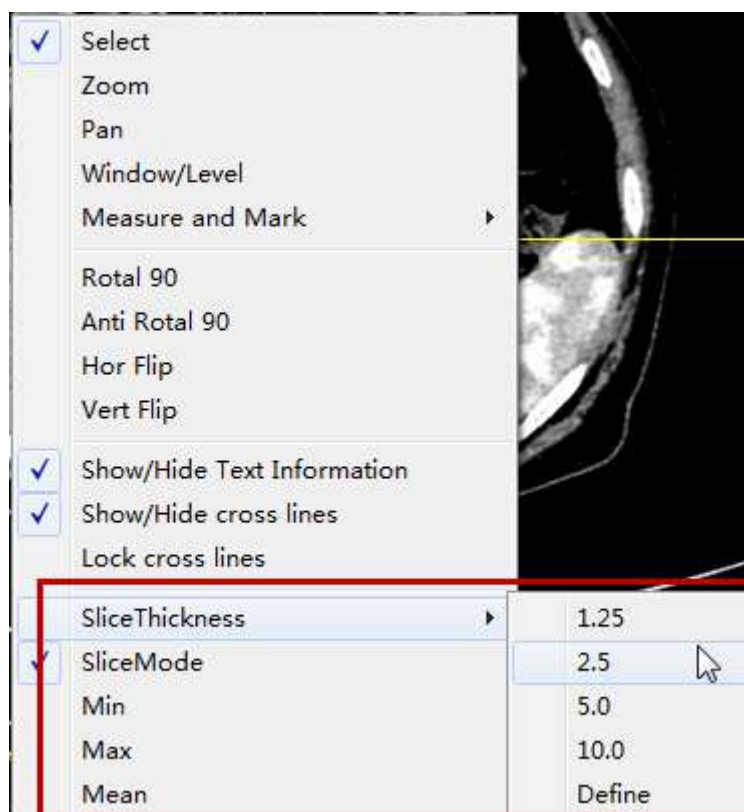 Select
Zoom
Pan
Window/Level
Measure and Mark
Rotal 90
Anti Rotal 90
Hor Flip
Vert Flip
Show/Hide Text Information
Show/Hide cross lines
Lock cross lines
SliceThickness
SliceMode
Min
Max
Mean
1.25
2.5
5.0
10.0
Define